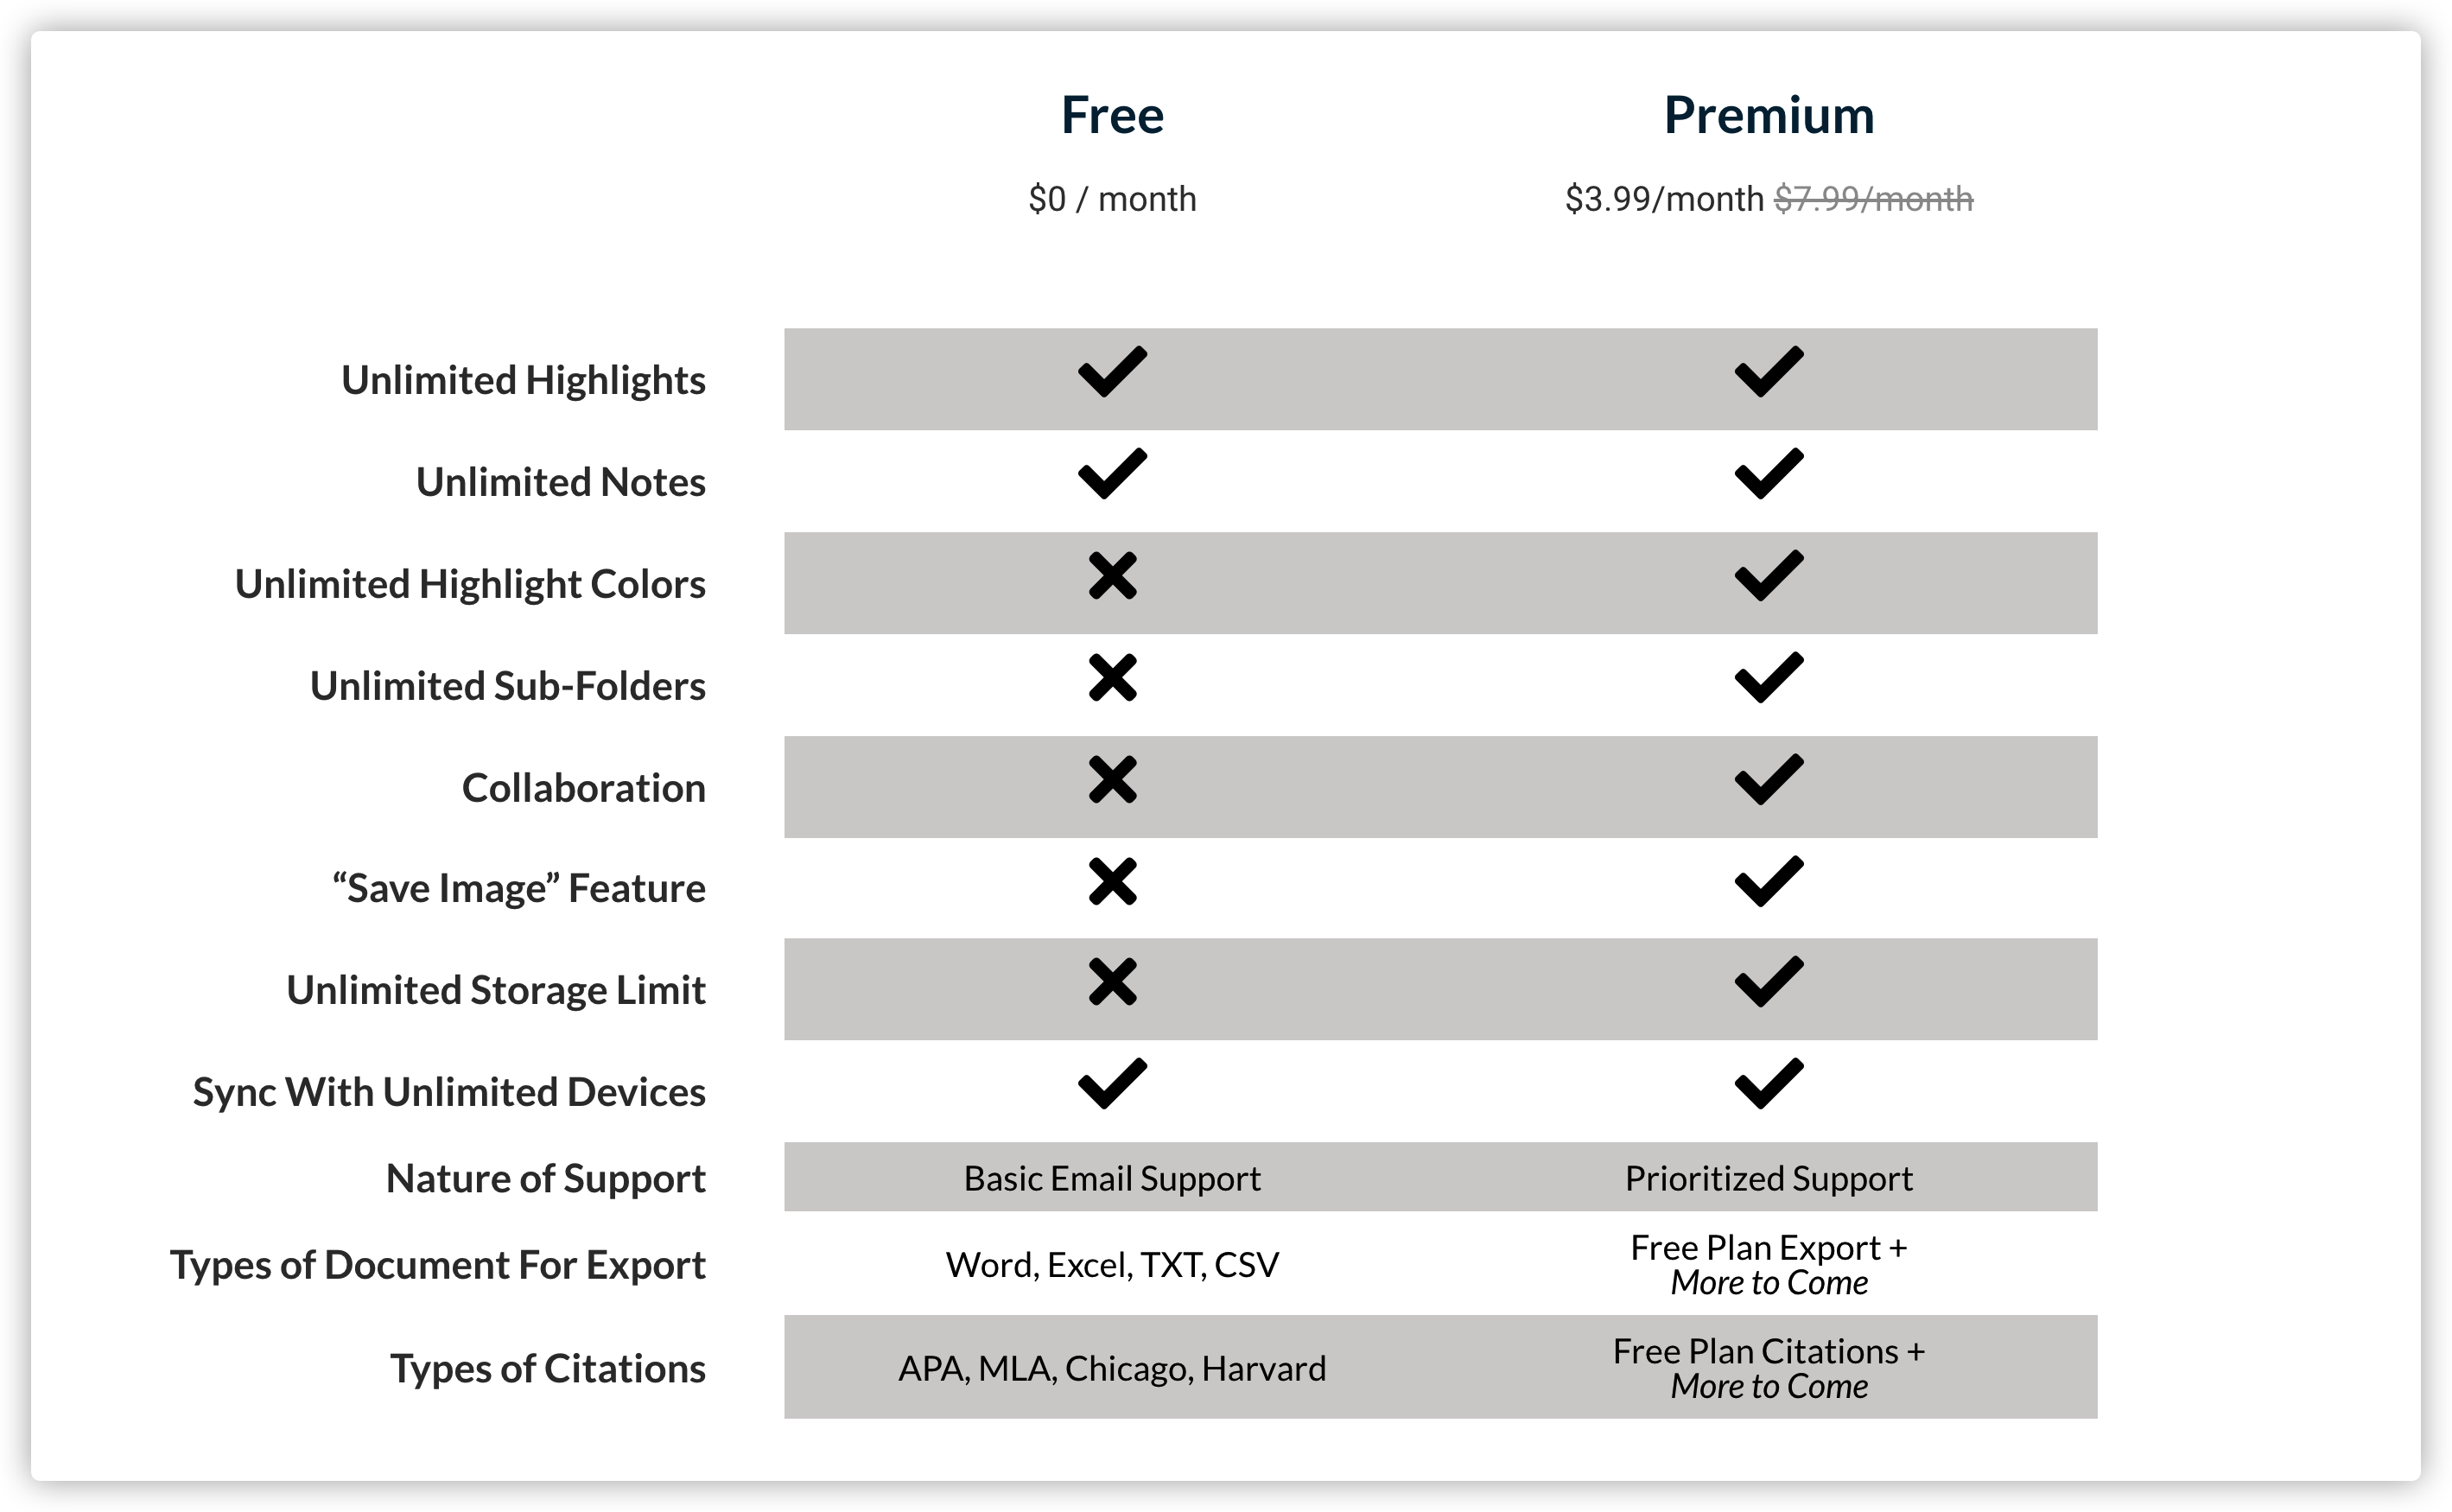 Free Premium
$0 / month $3.99/month $7.99/month
Unlimited Highlights
Unlimited Notes
Unlimited Highlight Colors
Unlimited Sub-Folders
Collaboration
“Save Image” Feature
Unlimited Storage Limit
Sync With Unlimited Devices
Nature of Support Basic Email Support Prioritized Support
Types of Document For Export Word, Excel, TXT, CSV Free Plan Export +
More to Come
Types of Citations APA, MLA, Chicago, Harvard Free Plan Citations +
More to Come